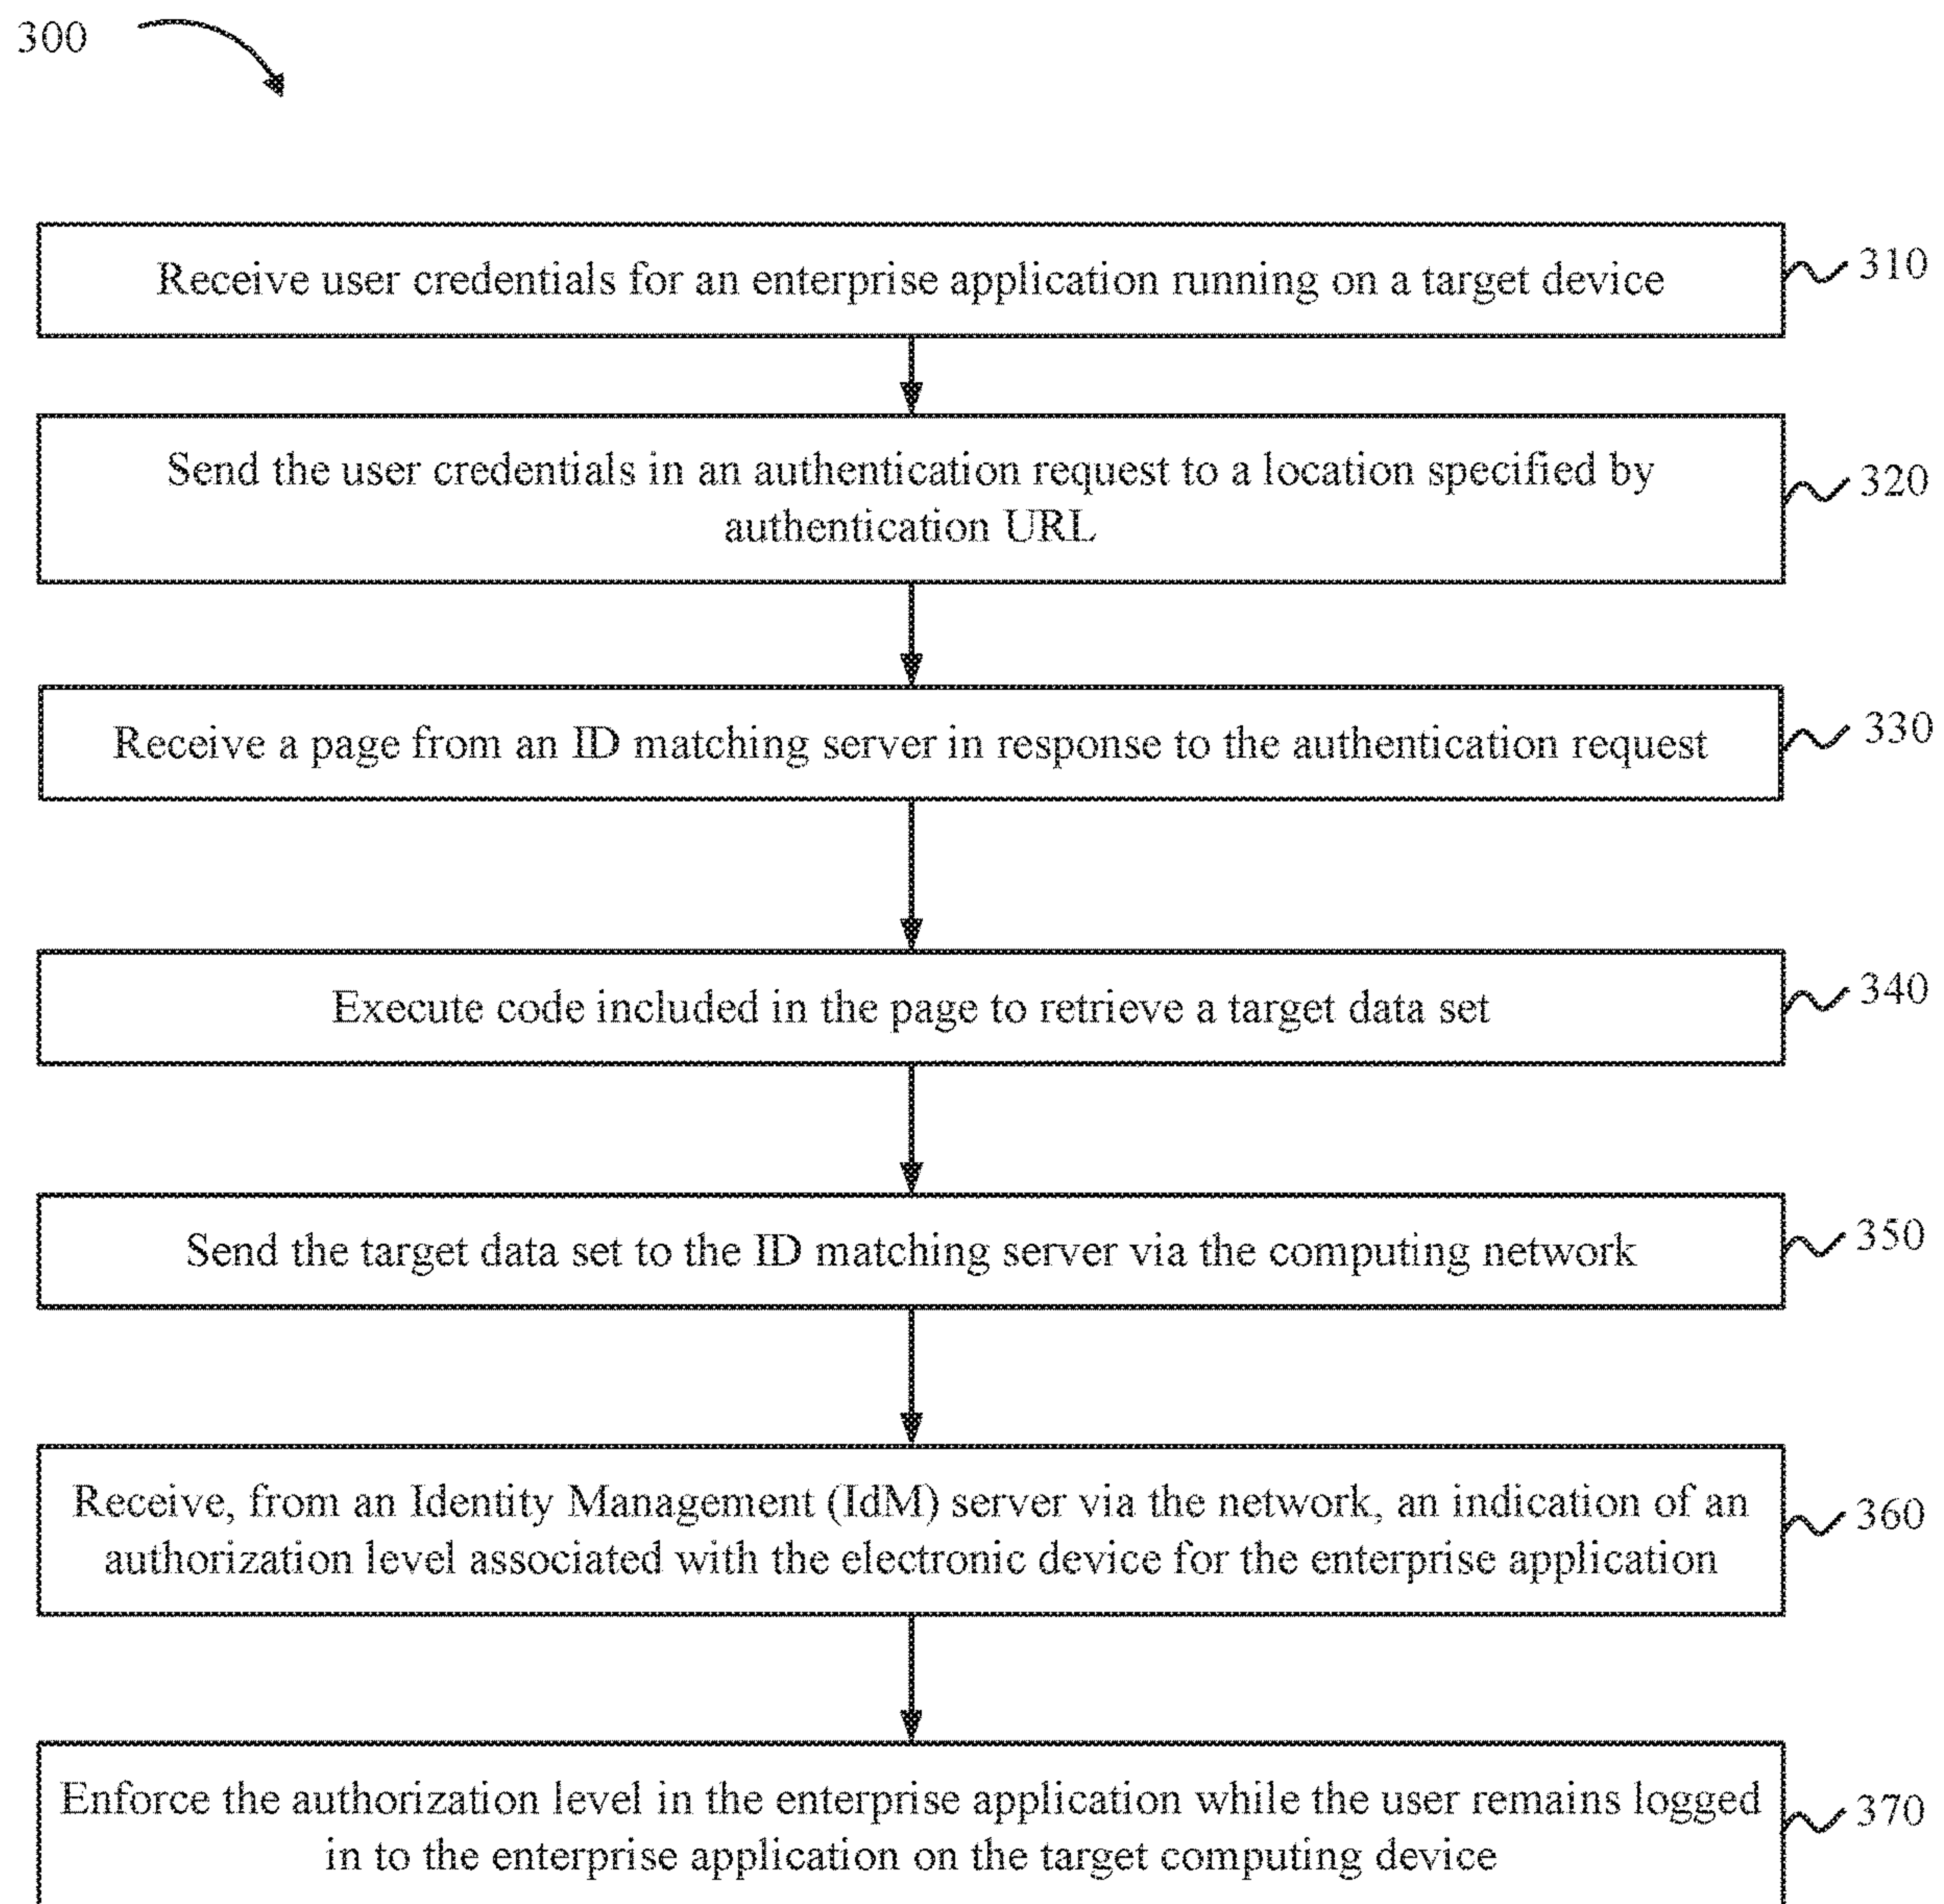 300
Receive user credentials for an enterprise application running on a target device
310
Send the user credentials in an authentication request to a location specified by
authentication URL
320
Receive a page from an ID matching server in response to the authentication request
330
Execute code included in the page to retrieve a target data set
340
Send the target data set to the ID matching server via the computing network
350
Receive, from an Identity Management (IdM) server via the network, an indication of an
authorization level associated with the electronic device for the enterprise application
360
Enforce the authorization level in the enterprise application while the user remains logged
in to the enterprise application on the target computing device
370